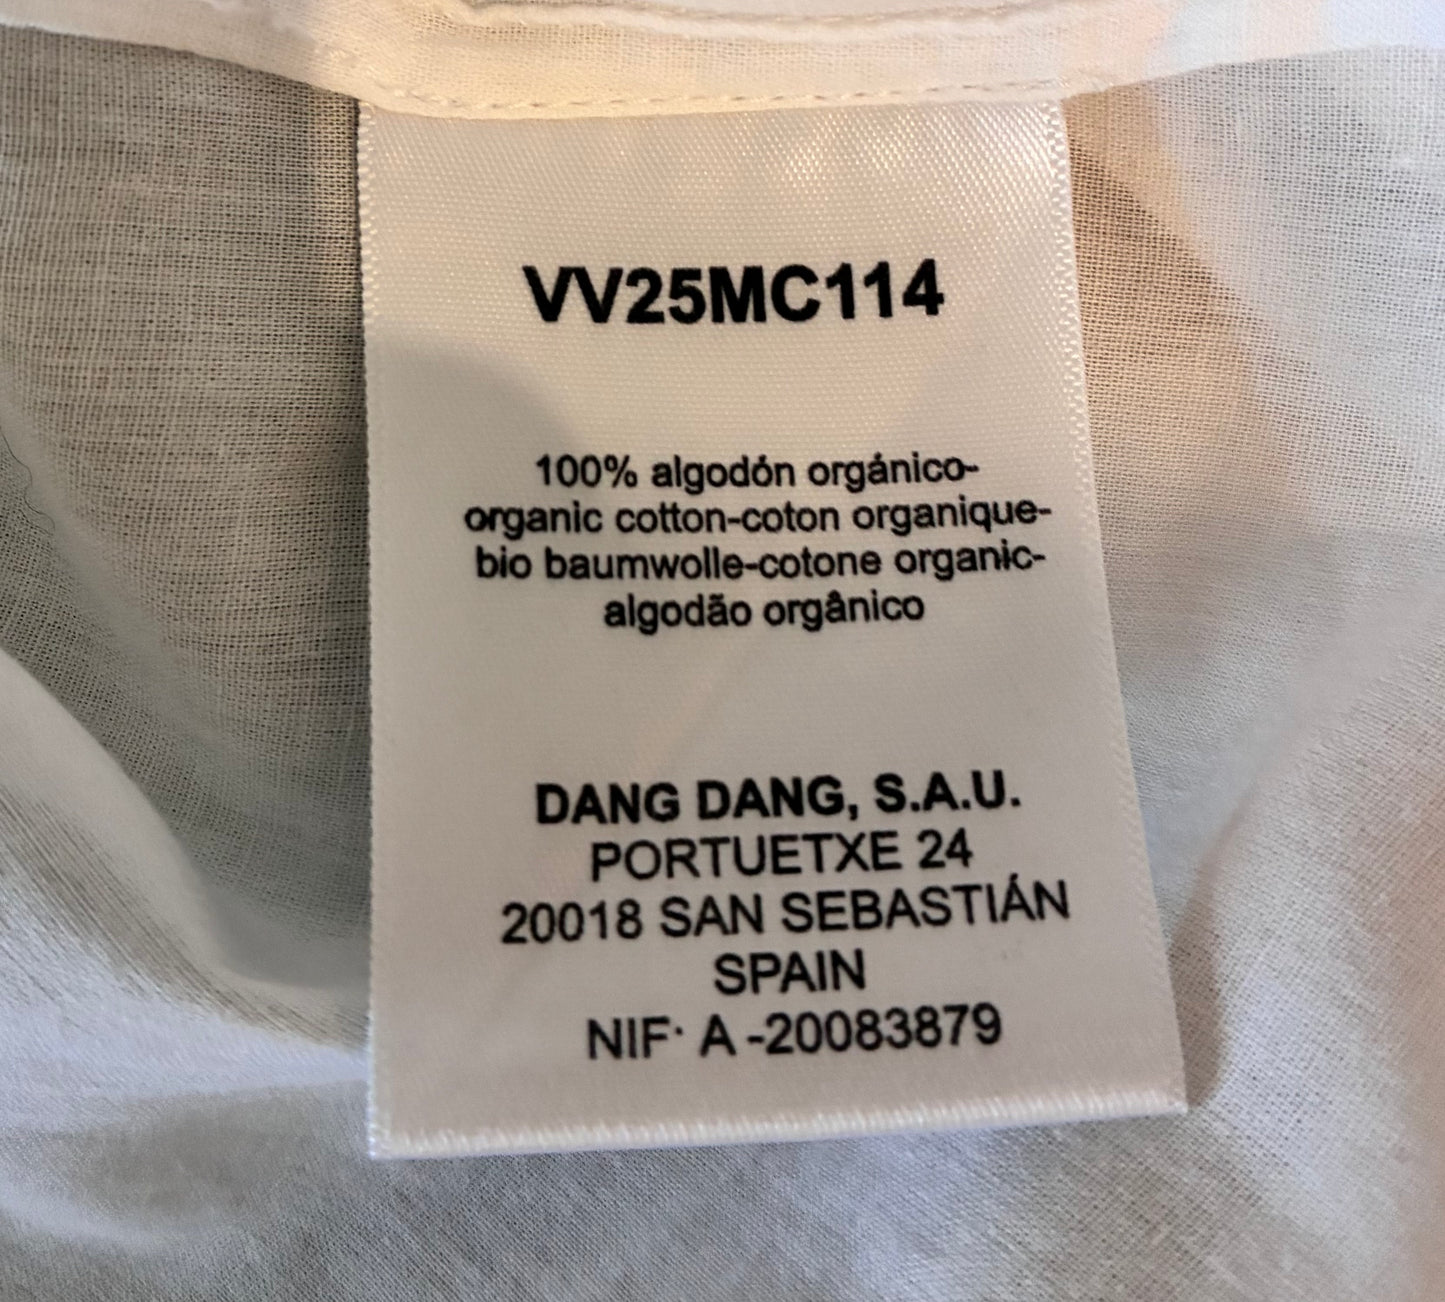 VV25MC114
100% algodón orgánico-
organic cotton-coton organique-
bio baumwolle-cotone organic-
algodão orgânico
DANG DANG, S.A.U.
PORTUETXE 24
20018 SAN SEBASTIÁN
SPAIN
NIF· A -20083879